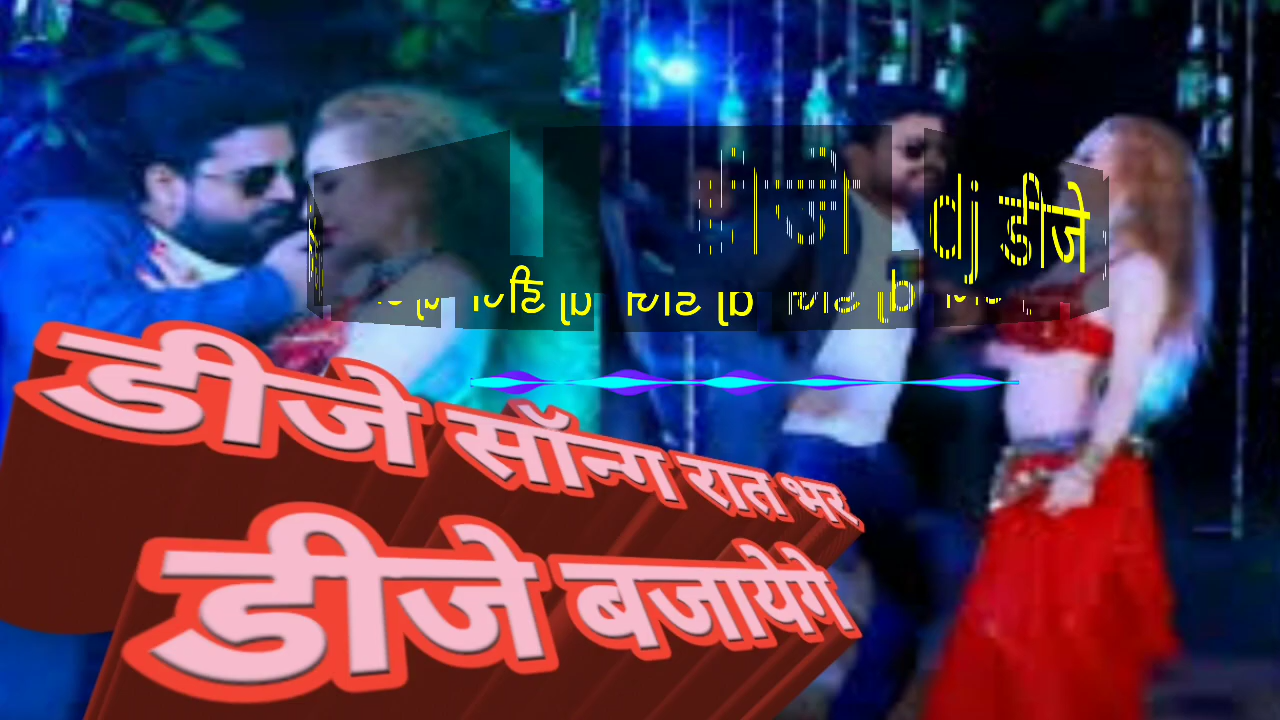 डीजे
dj डीजे
डीजे सॉन्ग रात भर
डीजे बजायेगे